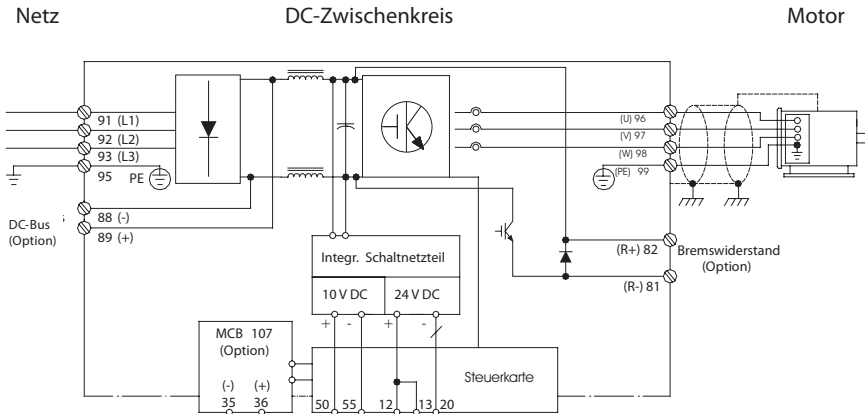 Netz
DC-Zwischenkreis
Motor
91 (L1)
92 (L2)
93 (L3)
95
PE
88 (-)
89 (+)
DC-Bus
(Option)
(U) 96
(V) 97
(W) 98
(PE) 99
(R+) 82
(R-) 81
Bremswiderstand
(Option)
Integr. Schaltnetzteil
10 V DC
24 V DC
+ - + -
MCB 107
(Option)
(-) (+)
35 36
Steuerkarte
50 55 12 13 20